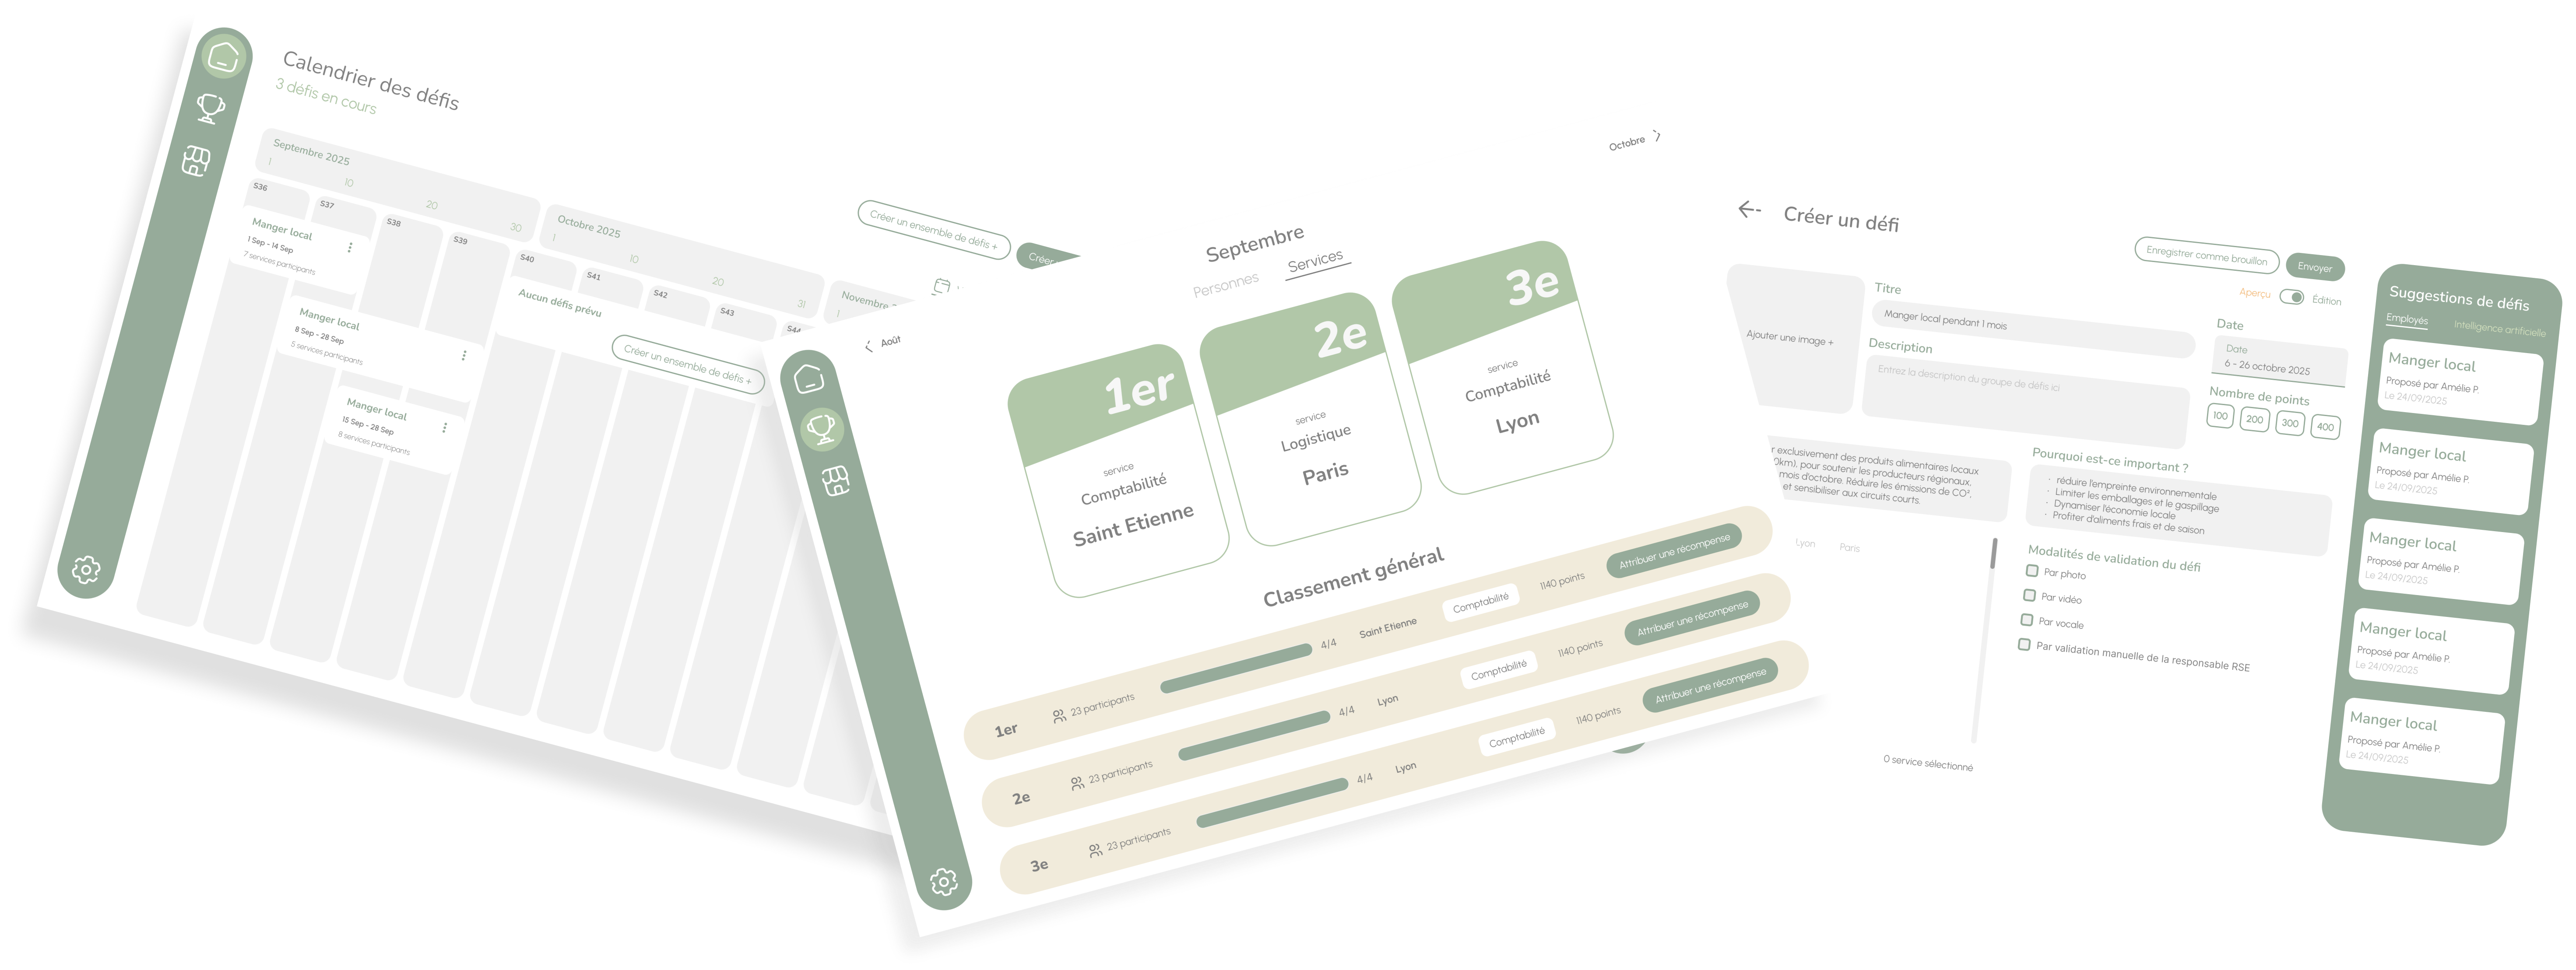 Calendrier des défis
3 défis en cours
Créer un ensemble de défis +
Créer
Septembre 2025
1 10 20 30
Octobre 2025
1 10 20 31
Novembre
1
S36 S37 S38 S39 S40 S41 S42 S43 S44
Manger local
1 Sep - 14 Sep
7 services participants
Manger local
8 Sep - 28 Sep
5 services participants
Manger local
15 Sep - 28 Sep
8 services participants
Aucun défis prévu
Créer un ensemble de défis +
Août
Septembre
Octobre
Personnes Services
1er
service
Comptabilité
Saint Etienne
2e
service
Logistique
Paris
3e
service
Comptabilité
Lyon
Classement général
1er 23 participants 4/4 Saint Etienne Comptabilité 1140 points Attribuer une récompense
2e 23 participants 4/4 Lyon Comptabilité 1140 points Attribuer une récompense
3e 23 participants 4/4 Lyon Comptabilité 1140 points Attribuer une récompense
Créer un défi
Enregistrer comme brouillon Envoyer
Aperçu Édition
Ajouter une image +
Titre
Manger local pendant 1 mois
Description
Entrez la description du groupe de défis ici
Date
Date
6 - 26 octobre 2025
Nombre de points
100 200 300 400
exclusivement des produits alimentaires locaux
pour soutenir les producteurs régionaux.
mois d'octobre. Réduire les émissions de CO²,
et sensibiliser aux circuits courts.
Pourquoi est-ce important ?
· réduire l'empreinte environnementale
· Limiter les emballages et le gaspillage
· Dynamiser l'économie locale
· Profiter d'aliments frais et de saison
Lyon Paris
0 service sélectionné
Modalités de validation du défi
Par photo
Par vidéo
Par vocale
Par validation manuelle de la responsable RSE
Suggestions de défis
Employés Intelligence artificielle
Manger local
Proposé par Amélie P.
Le 24/09/2025
Manger local
Proposé par Amélie P.
Le 24/09/2025
Manger local
Proposé par Amélie P.
Le 24/09/2025
Manger local
Proposé par Amélie P.
Le 24/09/2025
Manger local
Proposé par Amélie P.
Le 24/09/2025